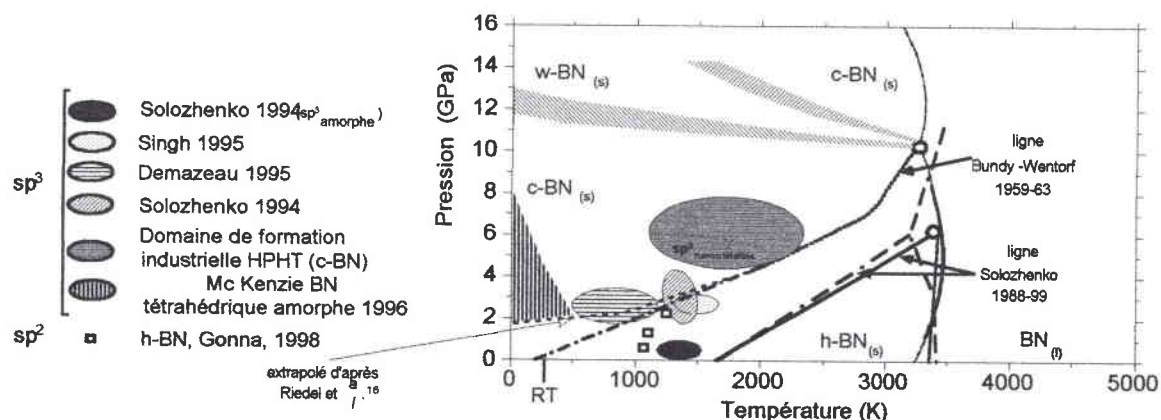 sp³
Solozhenko 1994(sp³ amorphe)
Singh 1995
Demazeau 1995
Solozhenko 1994
Domaine de formation
industrielle HPHT (c-BN)
Mc Kenzie BN
tétrahédrique amorphe 1996
sp²
h-BN, Gonna, 1998
extrapolé d'après
Riedel et a l . 16
Pression (GPa)
16
14
12
10
8
6
4
2
0
w-BN (s)
c-BN (s)
c-BN (s)
sp³
h-BN (s)
BN (l)
ligne
Bundy -Wentorf
1959-63
ligne
Solozhenko
1988-99
0
1000
2000
3000
4000
5000
RT
Température (K)